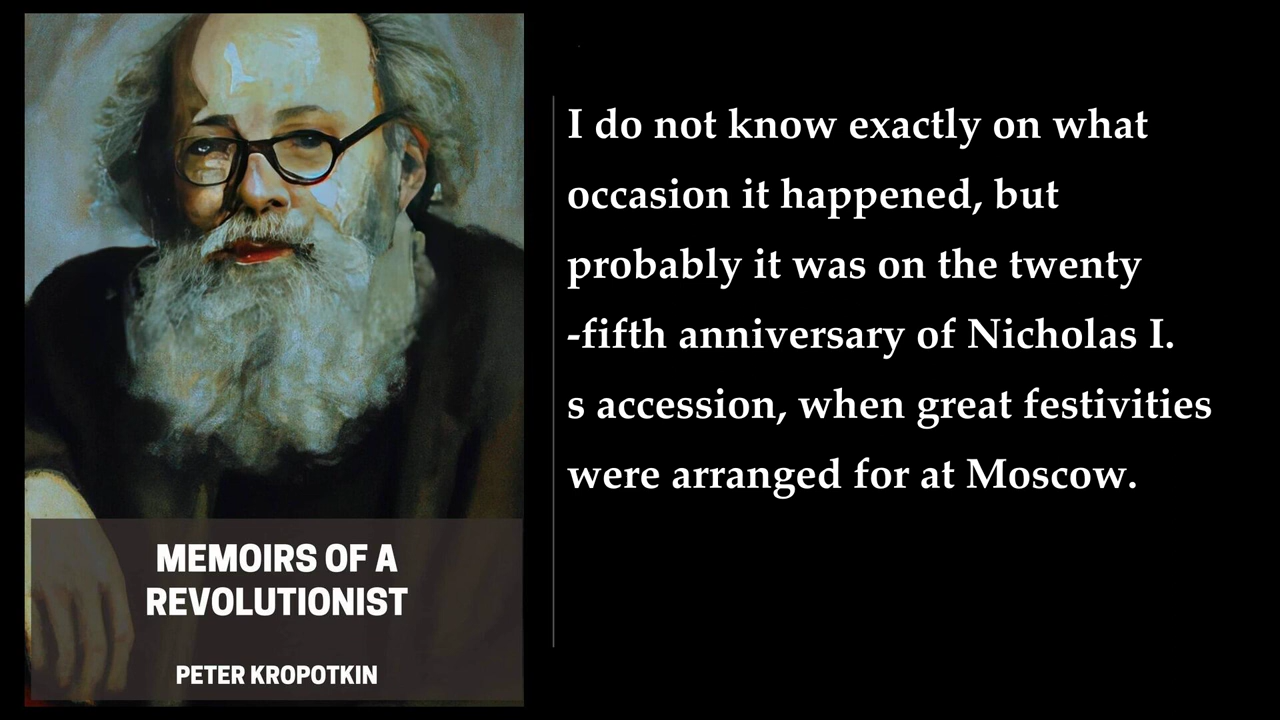 MEMOIRS OF A
REVOLUTIONIST
PETER KROPOTKIN
I do not know exactly on what
occasion it happened, but
probably it was on the twenty
-fifth anniversary of Nicholas I.
s accession, when great festivities
were arranged for at Moscow.